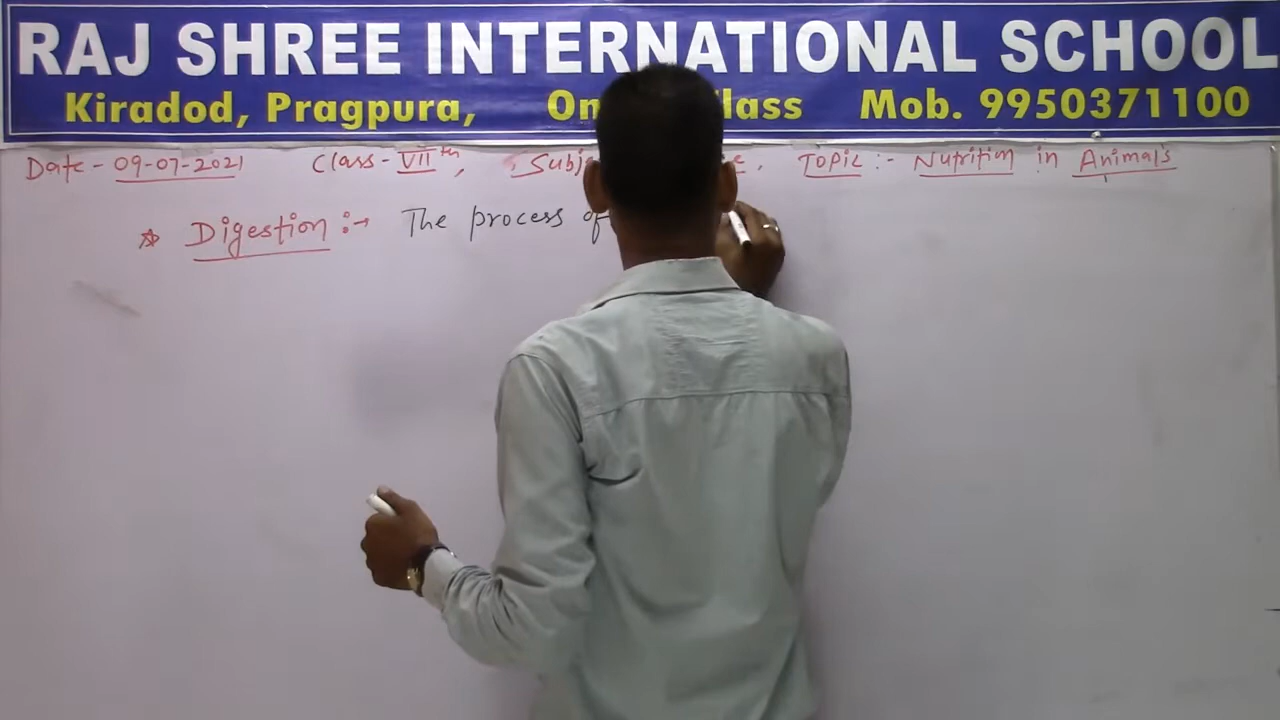 RAJ SHREE INTERNATIONAL SCHOOL
Kiradod, Pragpura, Mob. 9950371100
Date - 09-07-2021 Class - VIIth, Topic :- Nutrition in Animals
* Digestion :→ The process of